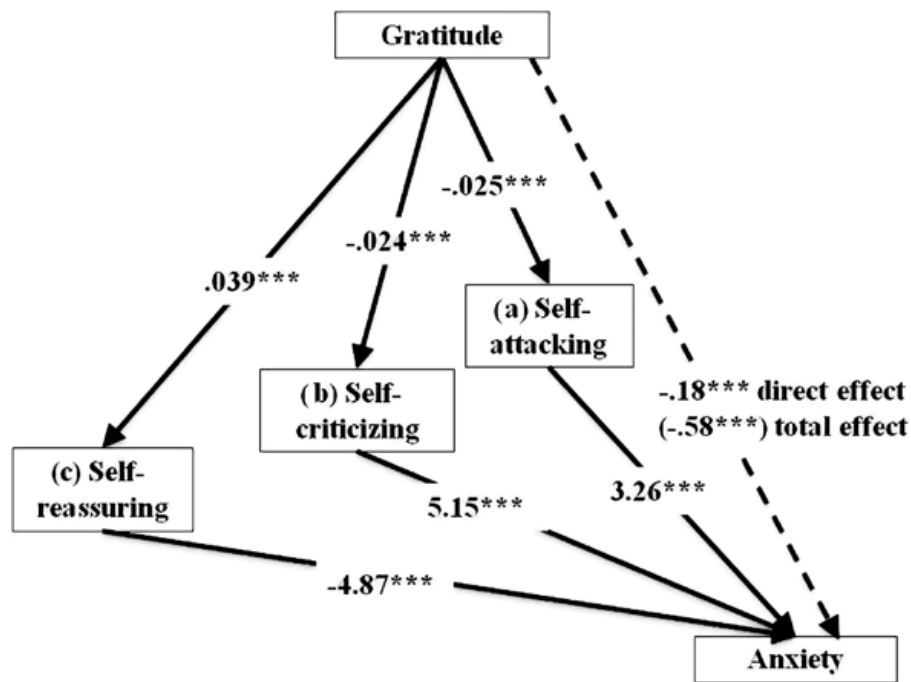 Gratitude
-.025***
-.024***
.039***
(a) Self-
attacking
(b) Self-
criticizing
-.18*** direct effect
(-.58***) total effect
(c) Self-
reassuring
3.26***
5.15***
-4.87***
Anxiety